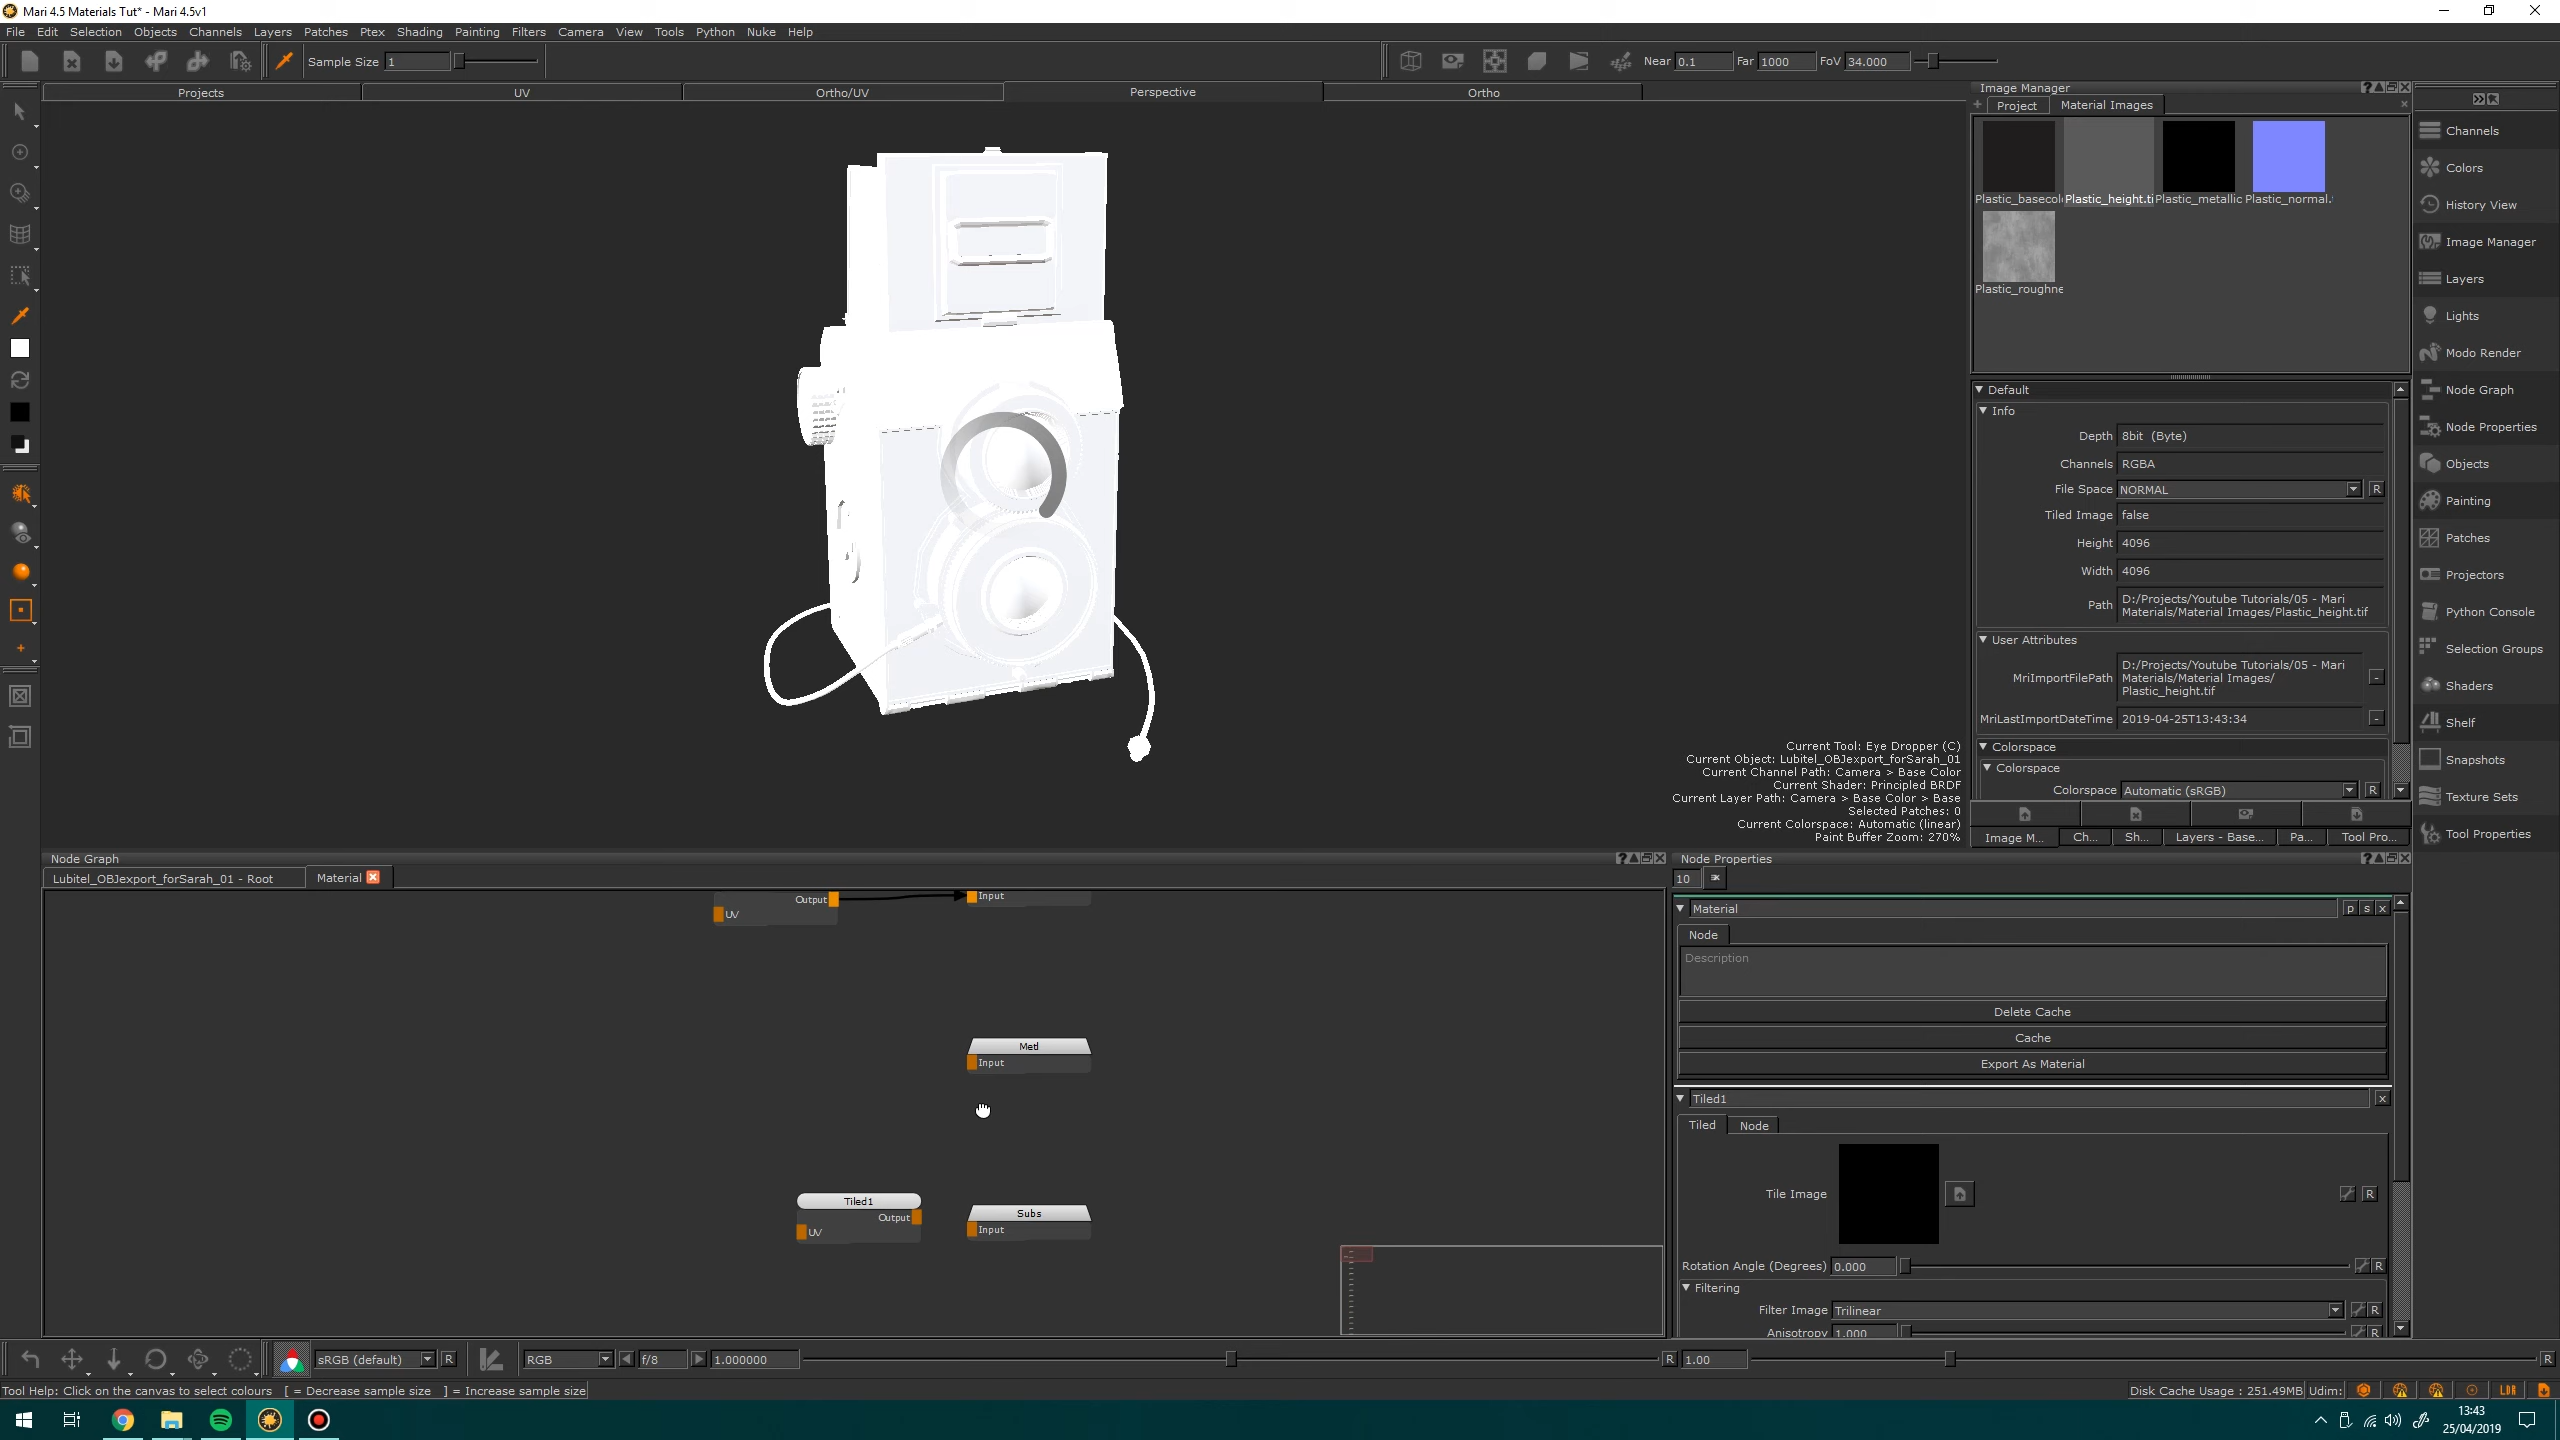 Mari 4.5 Materials Tut* - Mari 4.5v1
File Edit Selection Objects Channels Layers Patches Ptex Shading Painting Filters Camera View Tools Python Nuke Help
Sample Size 1
Near 0.1 Far 1000 FoV 34.000
Projects UV Ortho/UV Perspective Ortho
Image Manager
Project Material Images
Plastic_basecol Plastic_height.ti Plastic_metallic Plastic_normal.
Plastic_roughne
Default
Info
Depth 8bit (Byte)
Channels RGBA
File Space NORMAL R
Tiled Image false
Height 4096
Width 4096
Path D:/Projects/Youtube Tutorials/05 - Mari
Materials/Material Images/Plastic_height.tif
User Attributes
MriImportFilePath D:/Projects/Youtube Tutorials/05 - Mari
Materials/Material Images/
Plastic_height.tif
MriLastImportDateTime 2019-04-25T13:43:34
Colorspace
Colorspace
Colorspace Automatic (sRGB) R
Image M... Ch... Sh... Layers - Base... Pa... Tool Pro...
Channels
Colors
History View
Image Manager
Layers
Lights
Modo Render
Node Graph
Node Properties
Objects
Painting
Patches
Projectors
Python Console
Selection Groups
Shaders
Shelf
Snapshots
Texture Sets
Tool Properties
Current Tool: Eye Dropper (C)
Current Object: Lubitel_OBJexport_forSarah_01
Current Channel Path: Camera > Base Color
Current Shader: Principled BRDF
Current Layer Path: Camera > Base Color > Base
Selected Patches: 0
Current Colorspace: Automatic (linear)
Paint Buffer Zoom: 270%
Node Graph
Lubitel_OBJexport_forSarah_01 - Root Material
Output
UV
Input
Metl
Input
Tiled1
Output
UV
Subs
Input
Node Properties
10
Material p s x
Node
Description
Delete Cache
Cache
Export As Material
Tiled1 x
Tiled Node
Tile Image R
Rotation Angle (Degrees) 0.000 R
Filtering
Filter Image Trilinear R
Anisotropy 1.000 R
sRGB (default) R RGB f/8 1.000000 R 1.00 R
Tool Help: Click on the canvas to select colours [ = Decrease sample size ] = Increase sample size
Disk Cache Usage : 251.49MB Udim: LDR
13:43
25/04/2019